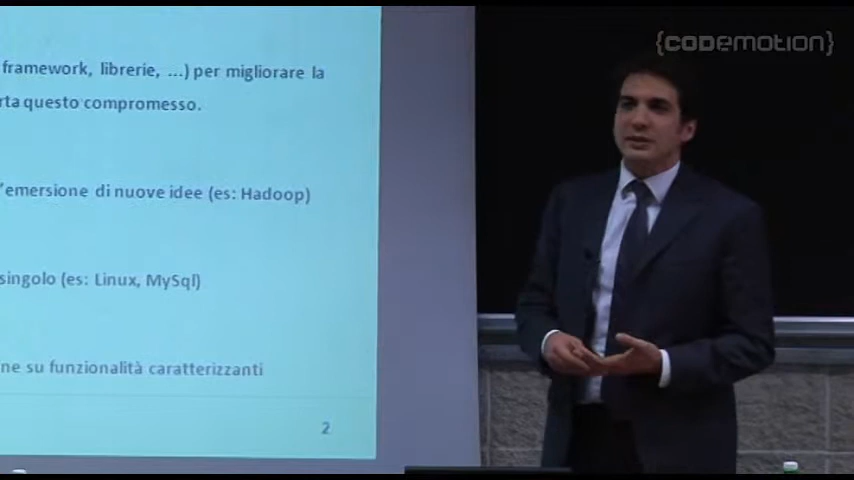 {CODEMOTION}
framework, librerie, ...) per migliorare la
rta questo compromesso.
'emersione di nuove idee (es: Hadoop)
singolo (es: Linux, MySql)
ne su funzionalità caratterizzanti
2